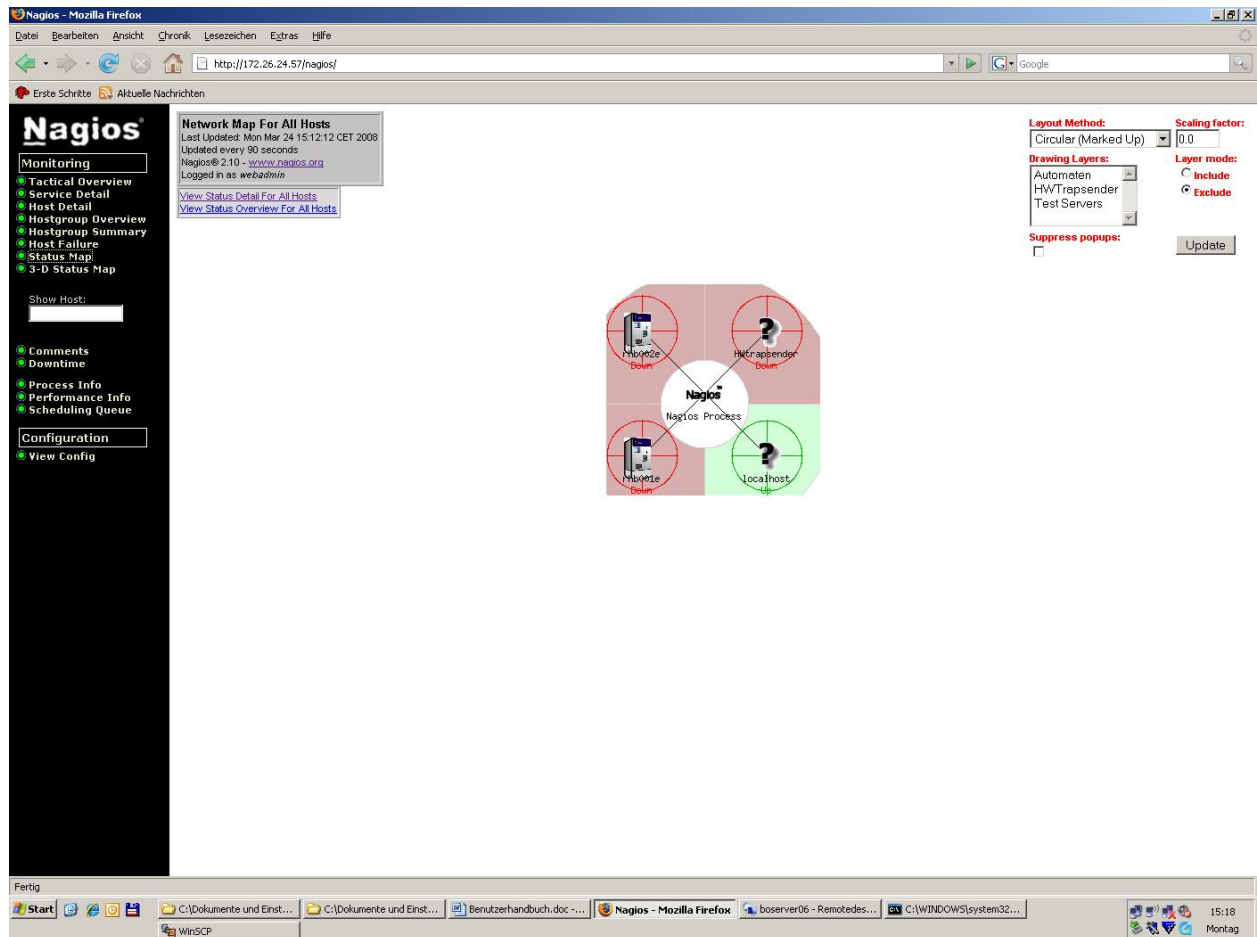 Nagios - Mozilla Firefox
Datei Bearbeiten Ansicht Chronik Lesezeichen Extras Hilfe
http://172.26.24.57/nagios/
G Google
Erste Schritte Aktuelle Nachrichten
Nagios®
Monitoring
Tactical Overview
Service Detail
Host Detail
Hostgroup Overview
Hostgroup Summary
Host Failure
Status Map
3-D Status Map
Show Host:
Comments
Downtime
Process Info
Performance Info
Scheduling Queue
Configuration
View Config
Network Map For All Hosts
Last Updated: Mon Mar 24 15:12:12 CET 2008
Updated every 90 seconds
Nagios® 2.10 - www.nagios.org
Logged in as webadmin
View Status Detail For All Hosts
View Status Overview For All Hosts
Layout Method:
Scaling factor:
Circular (Marked Up)
0.0
Drawing Layers:
Layer mode:
Automaten
HWTrapsender
Test Servers
Include
Exclude
Suppress popups:
Update
rnb002e
Down
HWtrapsender
Down
Nagios
Nagios Process
rnb001e
Down
localhost
Up
Fertig
Start
C:\Dokumente und Einst...
C:\Dokumente und Einst...
Benutzerhandbuch.doc -...
Nagios - Mozilla Firefox
boserver06 - Remotedes...
C:\WINDOWS\system32...
WinSCP
15:18
Montag